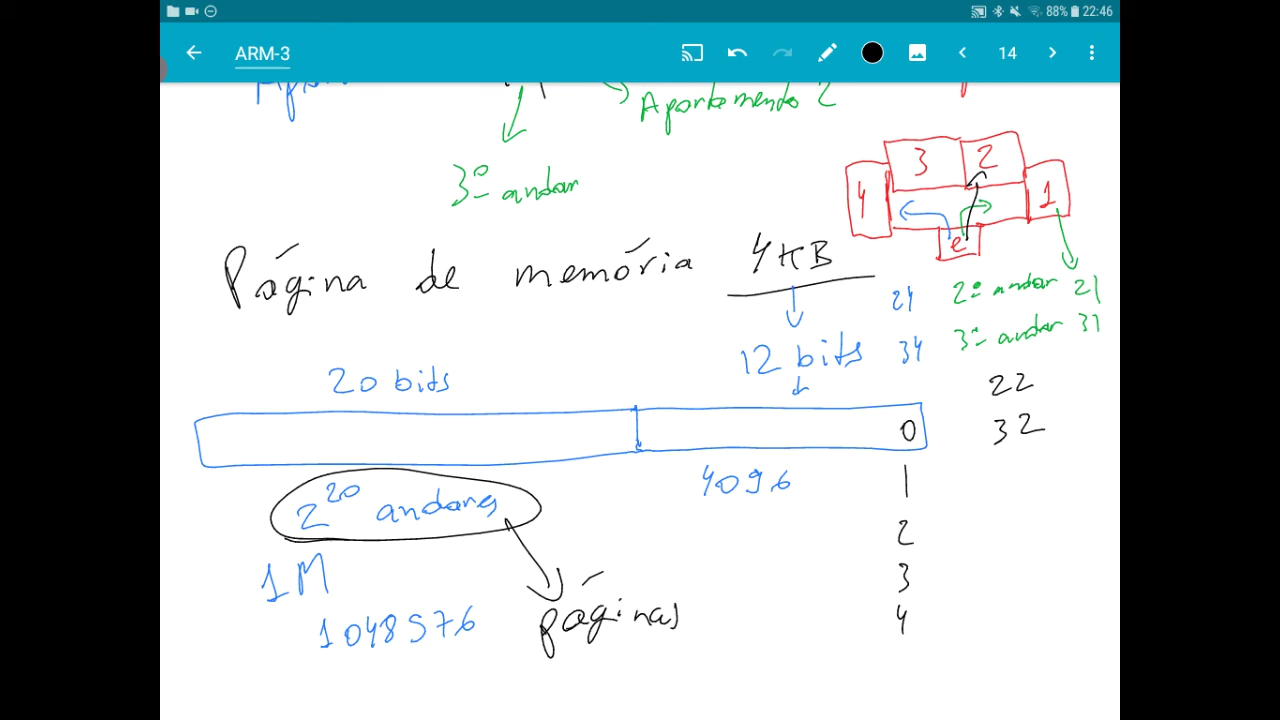 88% 22:46
ARM-3 14
Apartamento 2
3º andar
3 2
4 1
e
Página de memória 4KB
24 2º andar 21
34 3º andar 31
20 bits 12 bits
22
32
0
4096 1
2²⁰ andares
2
1M 3
1048576 páginas 4